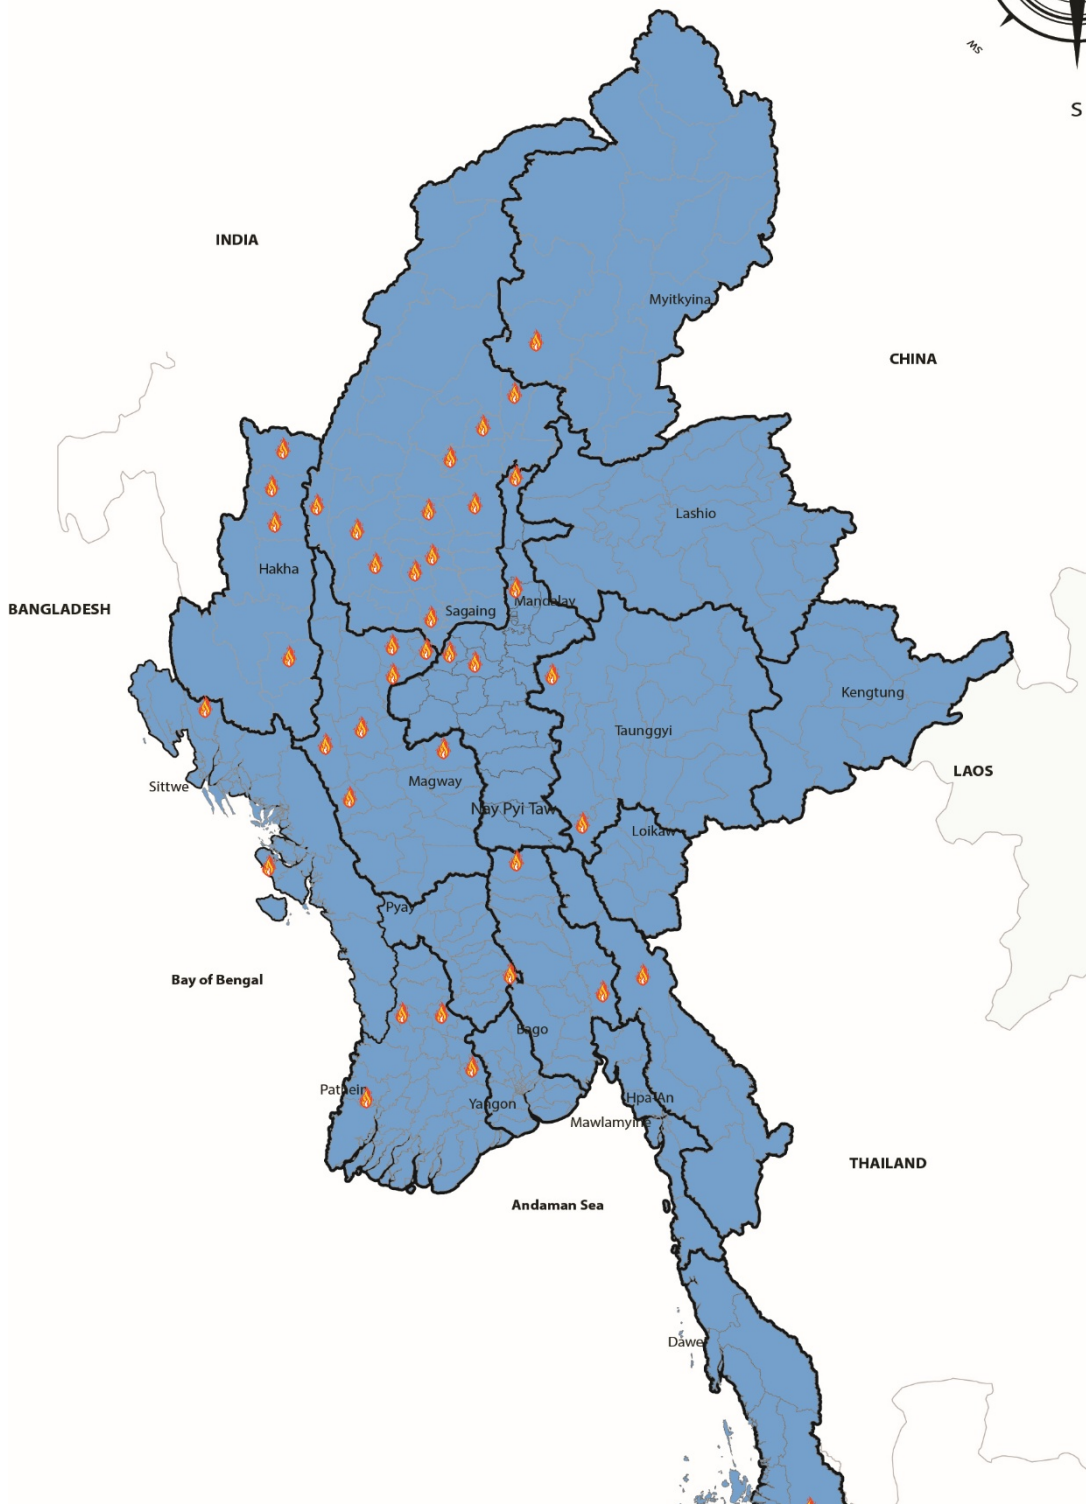 SW
S
INDIA
Myitkyina
CHINA
Lashio
Hakha
BANGLADESH
Sagaing
Mandalay
Kengtung
Taunggyi
LAOS
Sittwe
Magway
Nay Pyi Taw
Loikaw
Pyay
Bay of Bengal
Bago
Pathein
Yangon
Hpa-An
Mawlamyine
THAILAND
Andaman Sea
Dawei